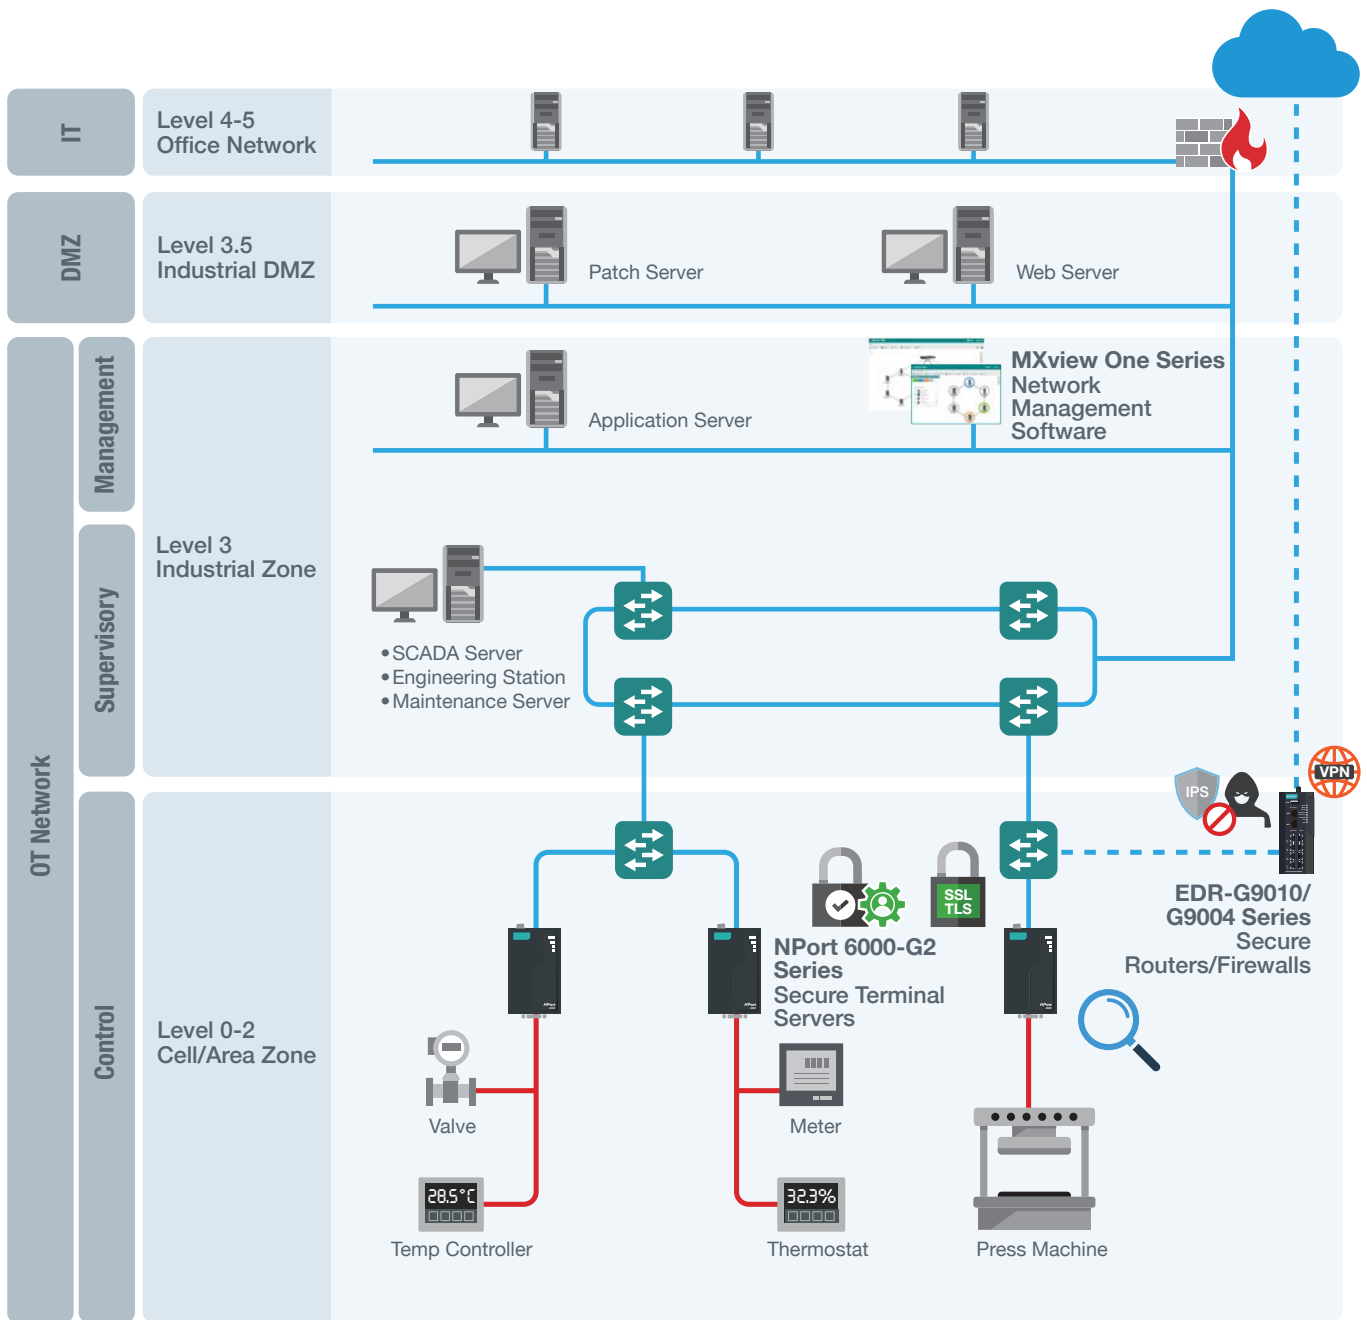 IT
Level 4-5
Office Network
DMZ
Level 3.5
Industrial DMZ
Patch Server
Web Server
OT Network
Management
Application Server
MXview One Series
Network
Management
Software
Level 3
Industrial Zone
Supervisory
•SCADA Server
•Engineering Station
•Maintenance Server
IPS
VPN
Control
Level 0-2
Cell/Area Zone
SSL
TLS
EDR-G9010/
G9004 Series
Secure
Routers/Firewalls
NPort 6000-G2
Series
Secure Terminal
Servers
NPort
NPort
NPort
Valve
Meter
28.5°C
32.3%
Temp Controller
Thermostat
Press Machine